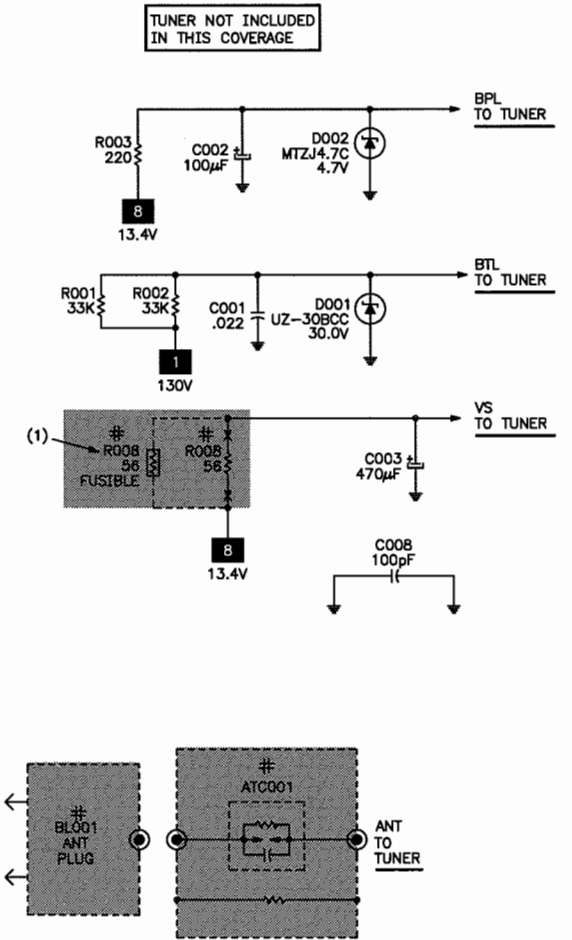 TUNER NOT INCLUDED
IN THIS COVERAGE
BPL
TO TUNER
R003
220
C002
100µF
+
D002
MTZJ4.7C
4.7V
8
13.4V
BTL
TO TUNER
R001
33K
R002
33K
C001
.022
D001
UZ-30BCC
30.0V
1
130V
VS
TO TUNER
(1)
#
R008
56
FUSIBLE
#
R008
56
C003
470µF
+
8
13.4V
C008
100pF
#
BL001
ANT
PLUG
#
ATC001
ANT
TO
TUNER